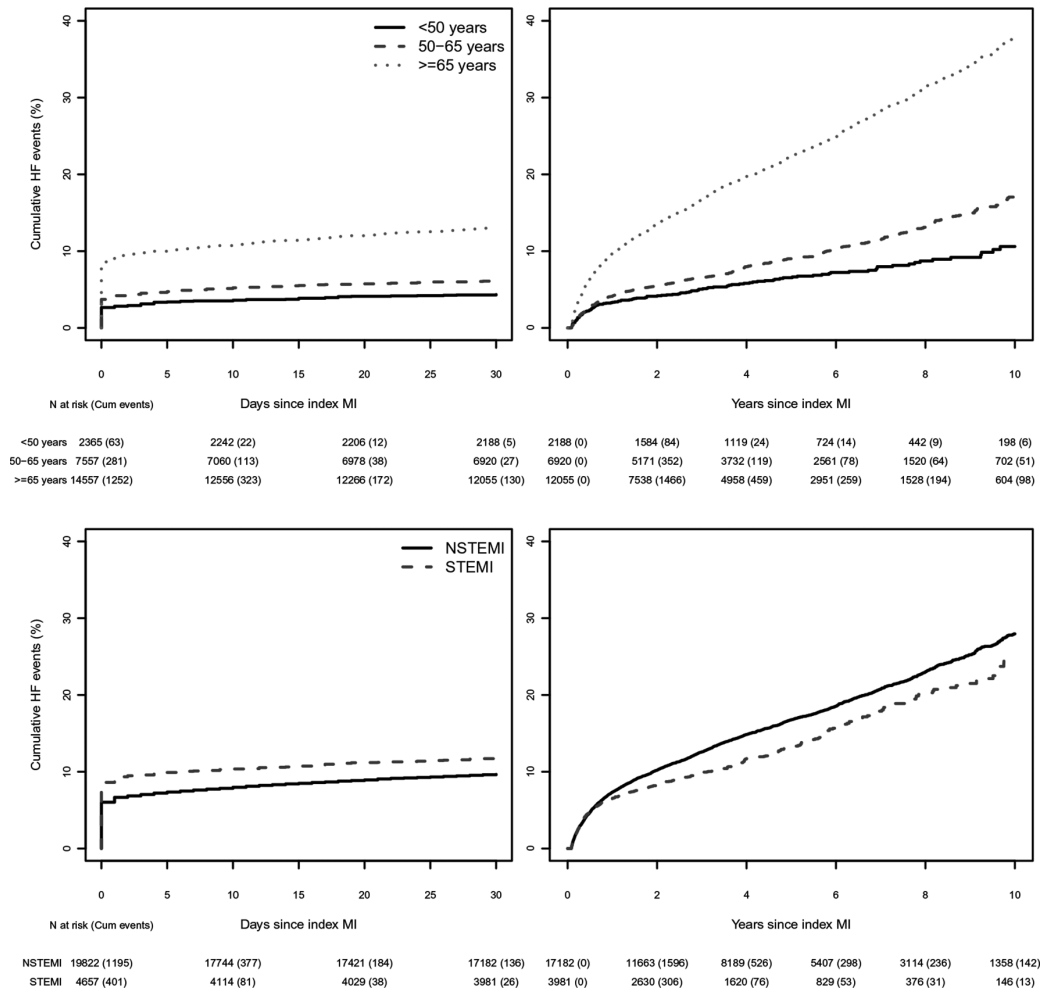 <50 years
50−65 years
>=65 years
Cumulative HF events (%)
40
30
20
10
0
0 5 10 15 20 25 30
Days since index MI
40
30
20
10
0
0 2 4 6 8 10
Years since index MI
N at risk (Cum events)
<50 years 2365 (63) 2242 (22) 2206 (12) 2188 (5) 2188 (0) 1584 (84) 1119 (24) 724 (14) 442 (9) 198 (6)
50−65 years 7557 (281) 7060 (113) 6978 (38) 6920 (27) 6920 (0) 5171 (352) 3732 (119) 2561 (78) 1520 (64) 702 (51)
>=65 years 14557 (1252) 12556 (323) 12266 (172) 12055 (130) 12055 (0) 7538 (1466) 4958 (459) 2951 (259) 1528 (194) 604 (98)
NSTEMI
STEMI
Cumulative HF events (%)
40
30
20
10
0
0 5 10 15 20 25 30
Days since index MI
40
30
20
10
0
0 2 4 6 8 10
Years since index MI
N at risk (Cum events)
NSTEMI 19822 (1195) 17744 (377) 17421 (184) 17182 (136) 17182 (0) 11663 (1596) 8189 (526) 5407 (298) 3114 (236) 1358 (142)
STEMI 4657 (401) 4114 (81) 4029 (38) 3981 (26) 3981 (0) 2630 (306) 1620 (76) 829 (53) 376 (31) 146 (13)